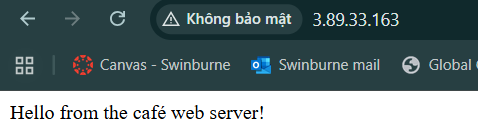 Không bảo mật 3.89.33.163
Canvas - Swinburne Swinburne mail Global
Hello from the café web server!